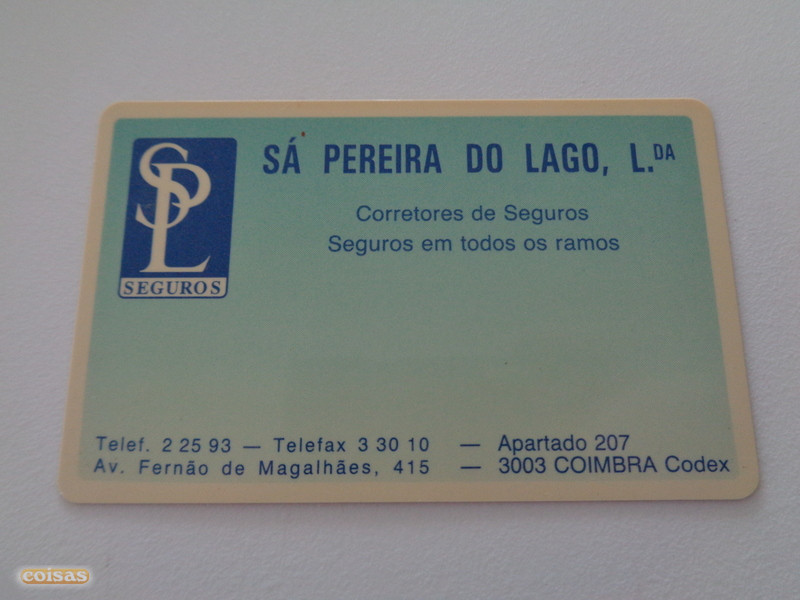 SPL
SEGUROS
SÁ PEREIRA DO LAGO, L.DA
Corretores de Seguros
Seguros em todos os ramos
Telef. 2 25 93 — Telefax 3 30 10 — Apartado 207
Av. Fernão de Magalhães, 415 — 3003 COIMBRA Codex
coisas